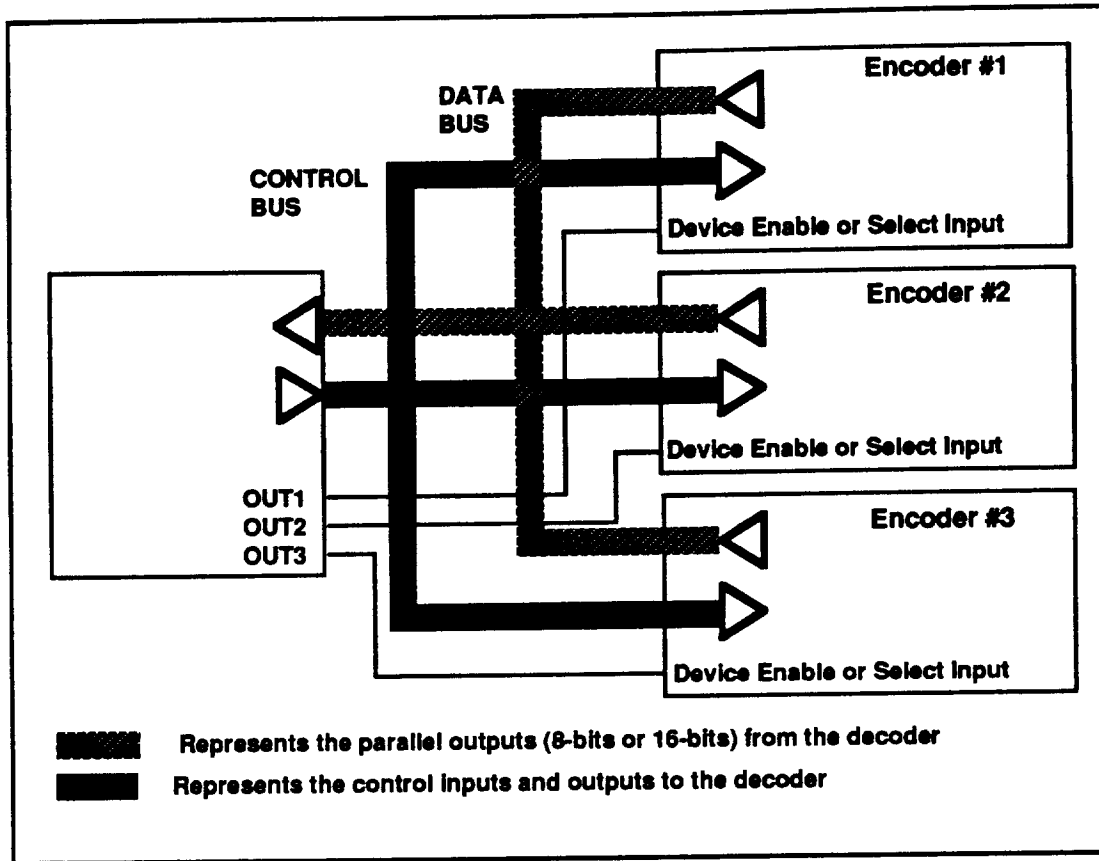 Encoder #1
DATA
BUS
CONTROL
BUS
Device Enable or Select Input
Encoder #2
Device Enable or Select Input
OUT1
OUT2
OUT3
Encoder #3
Device Enable or Select Input
Represents the parallel outputs (8-bits or 16-bits) from the decoder
Represents the control inputs and outputs to the decoder